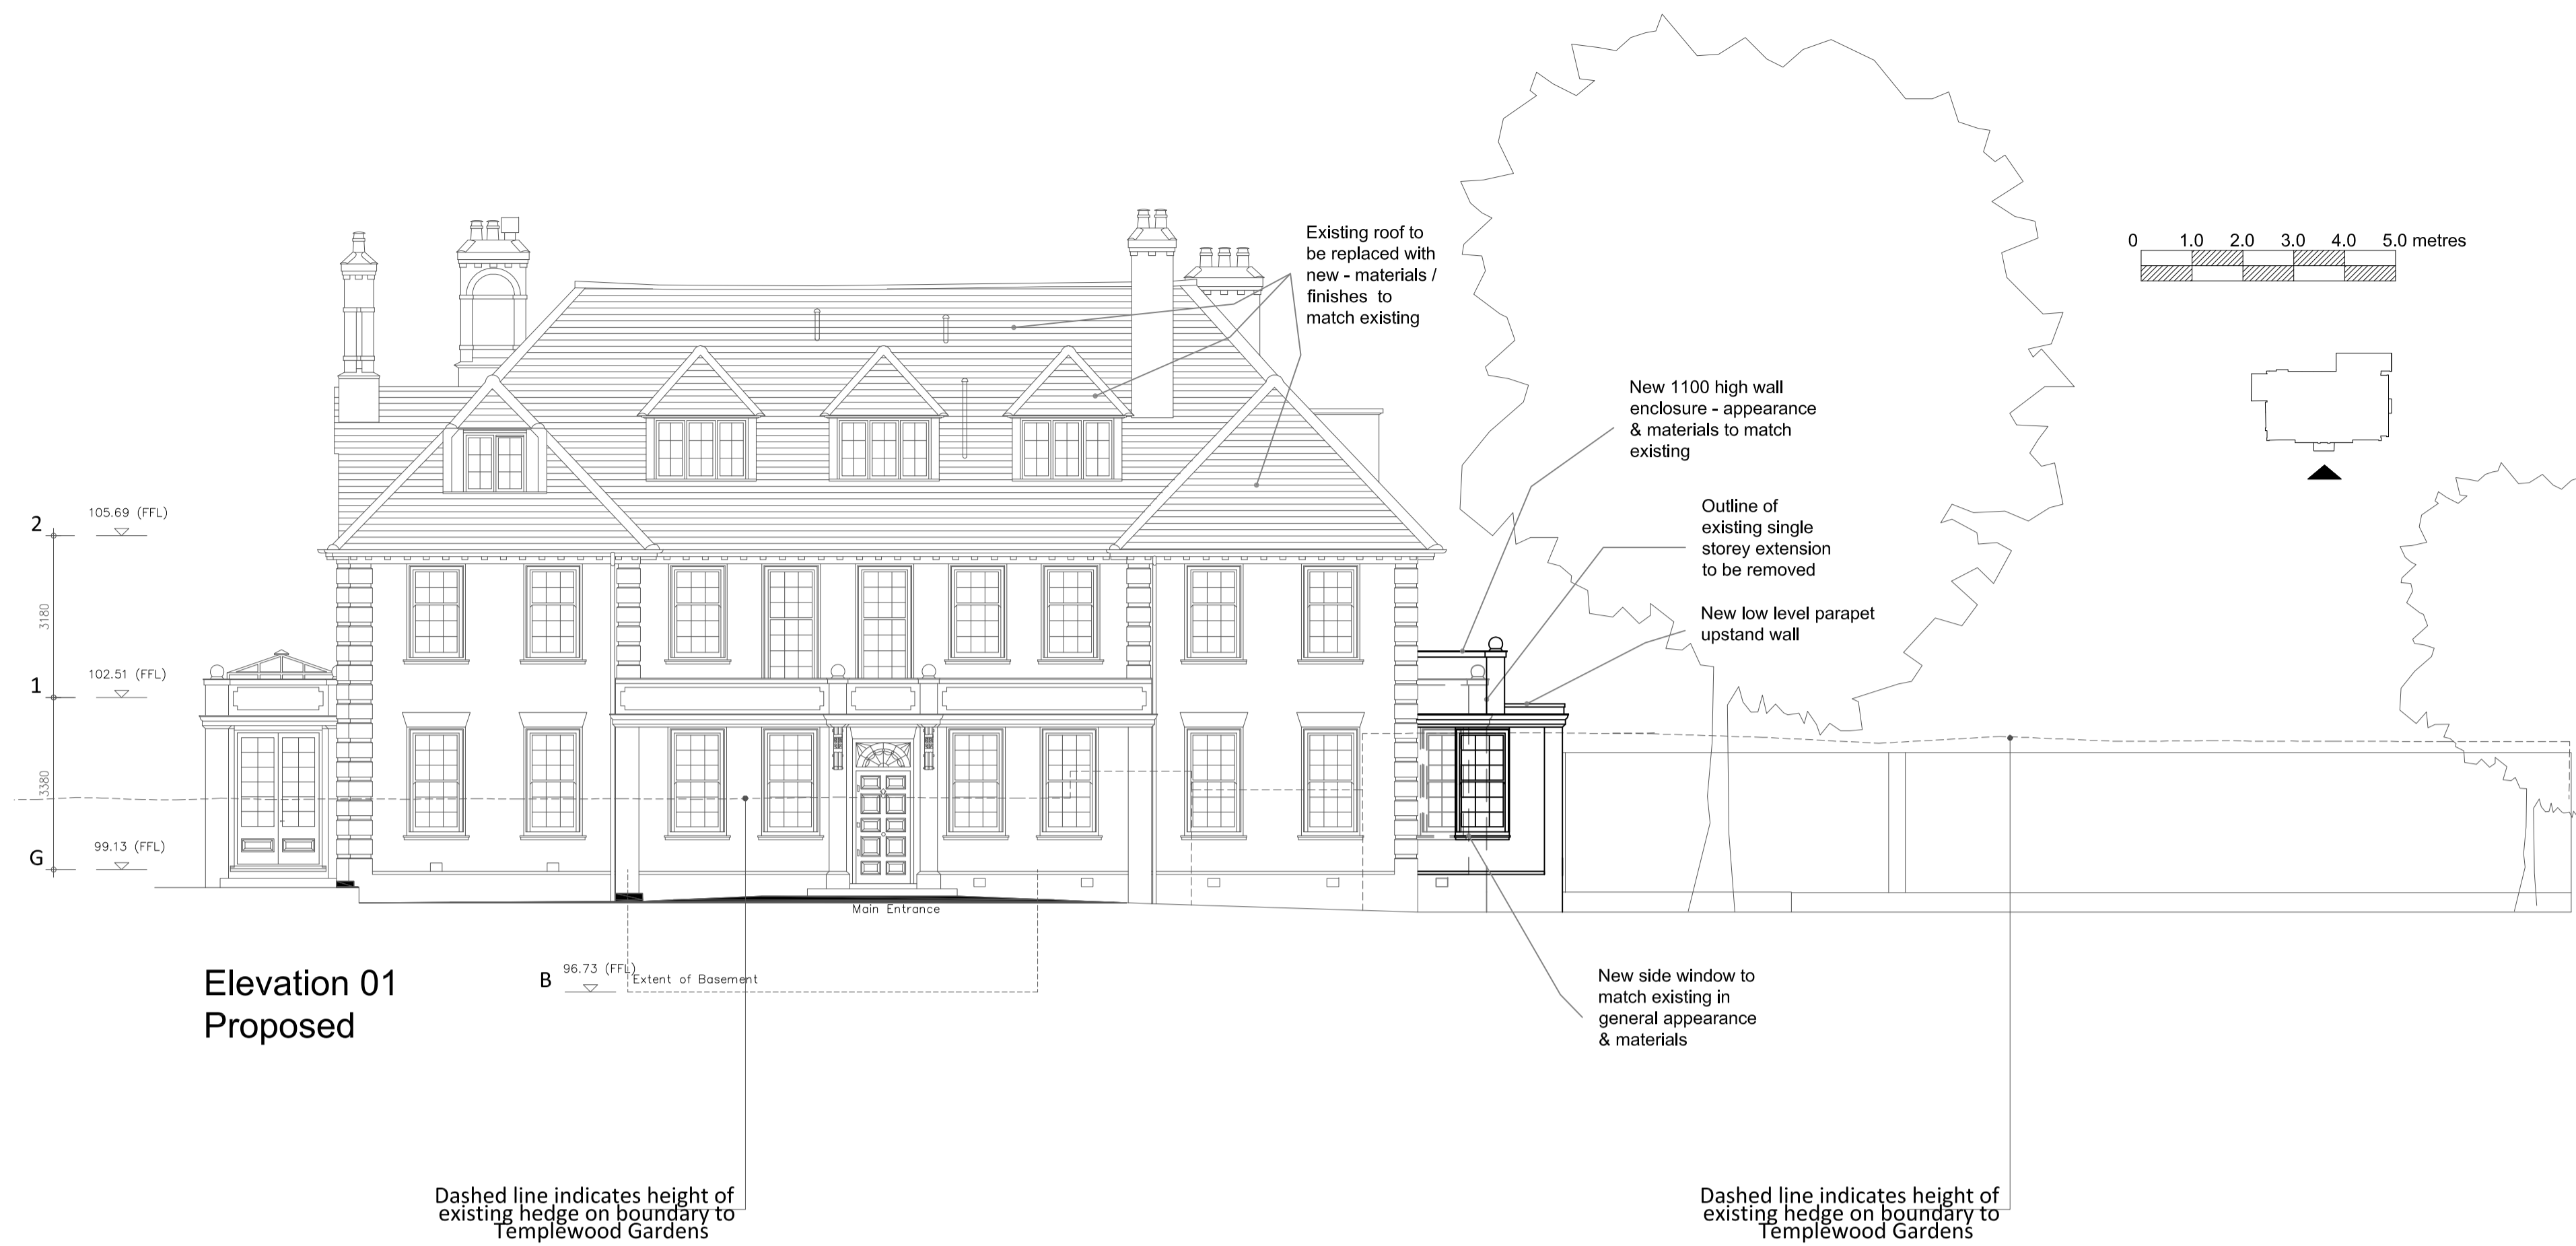 Existing roof to
be replaced with
new - materials /
finishes to
match existing
0 1.0 2.0 3.0 4.0 5.0 metres
New 1100 high wall
enclosure - appearance
& materials to match
existing
Outline of
existing single
storey extension
to be removed
New low level parapet
upstand wall
2
105.69 (FFL)
3180
1
102.51 (FFL)
3380
G
99.13 (FFL)
Main Entrance
B
96.73 (FFL)
Extent of Basement
Elevation 01
Proposed
New side window to
match existing in
general appearance
& materials
Dashed line indicates height of
existing hedge on boundary to
Templewood Gardens
Dashed line indicates height of
existing hedge on boundary to
Templewood Gardens